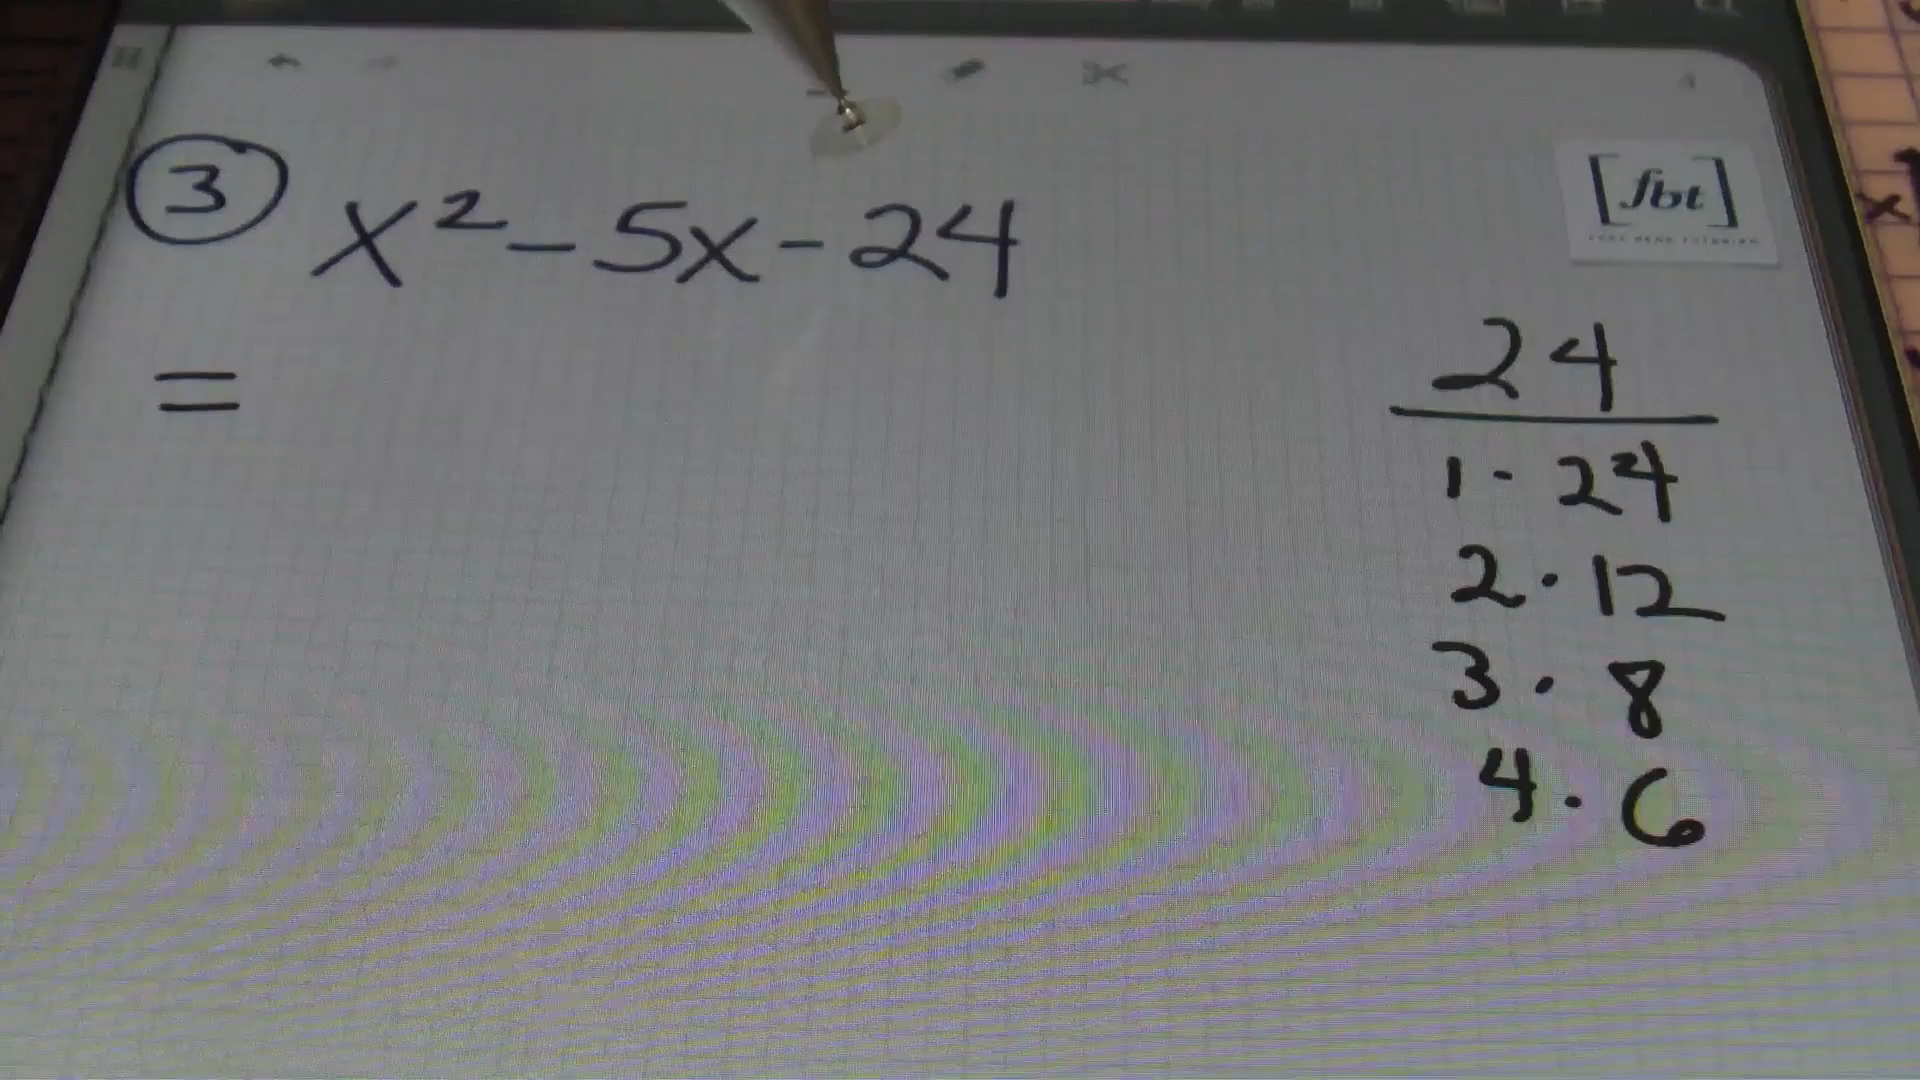 3 x² - 5x - 24
[fbt]
=
24
1 · 24
2 · 12
3 · 8
4 · 6